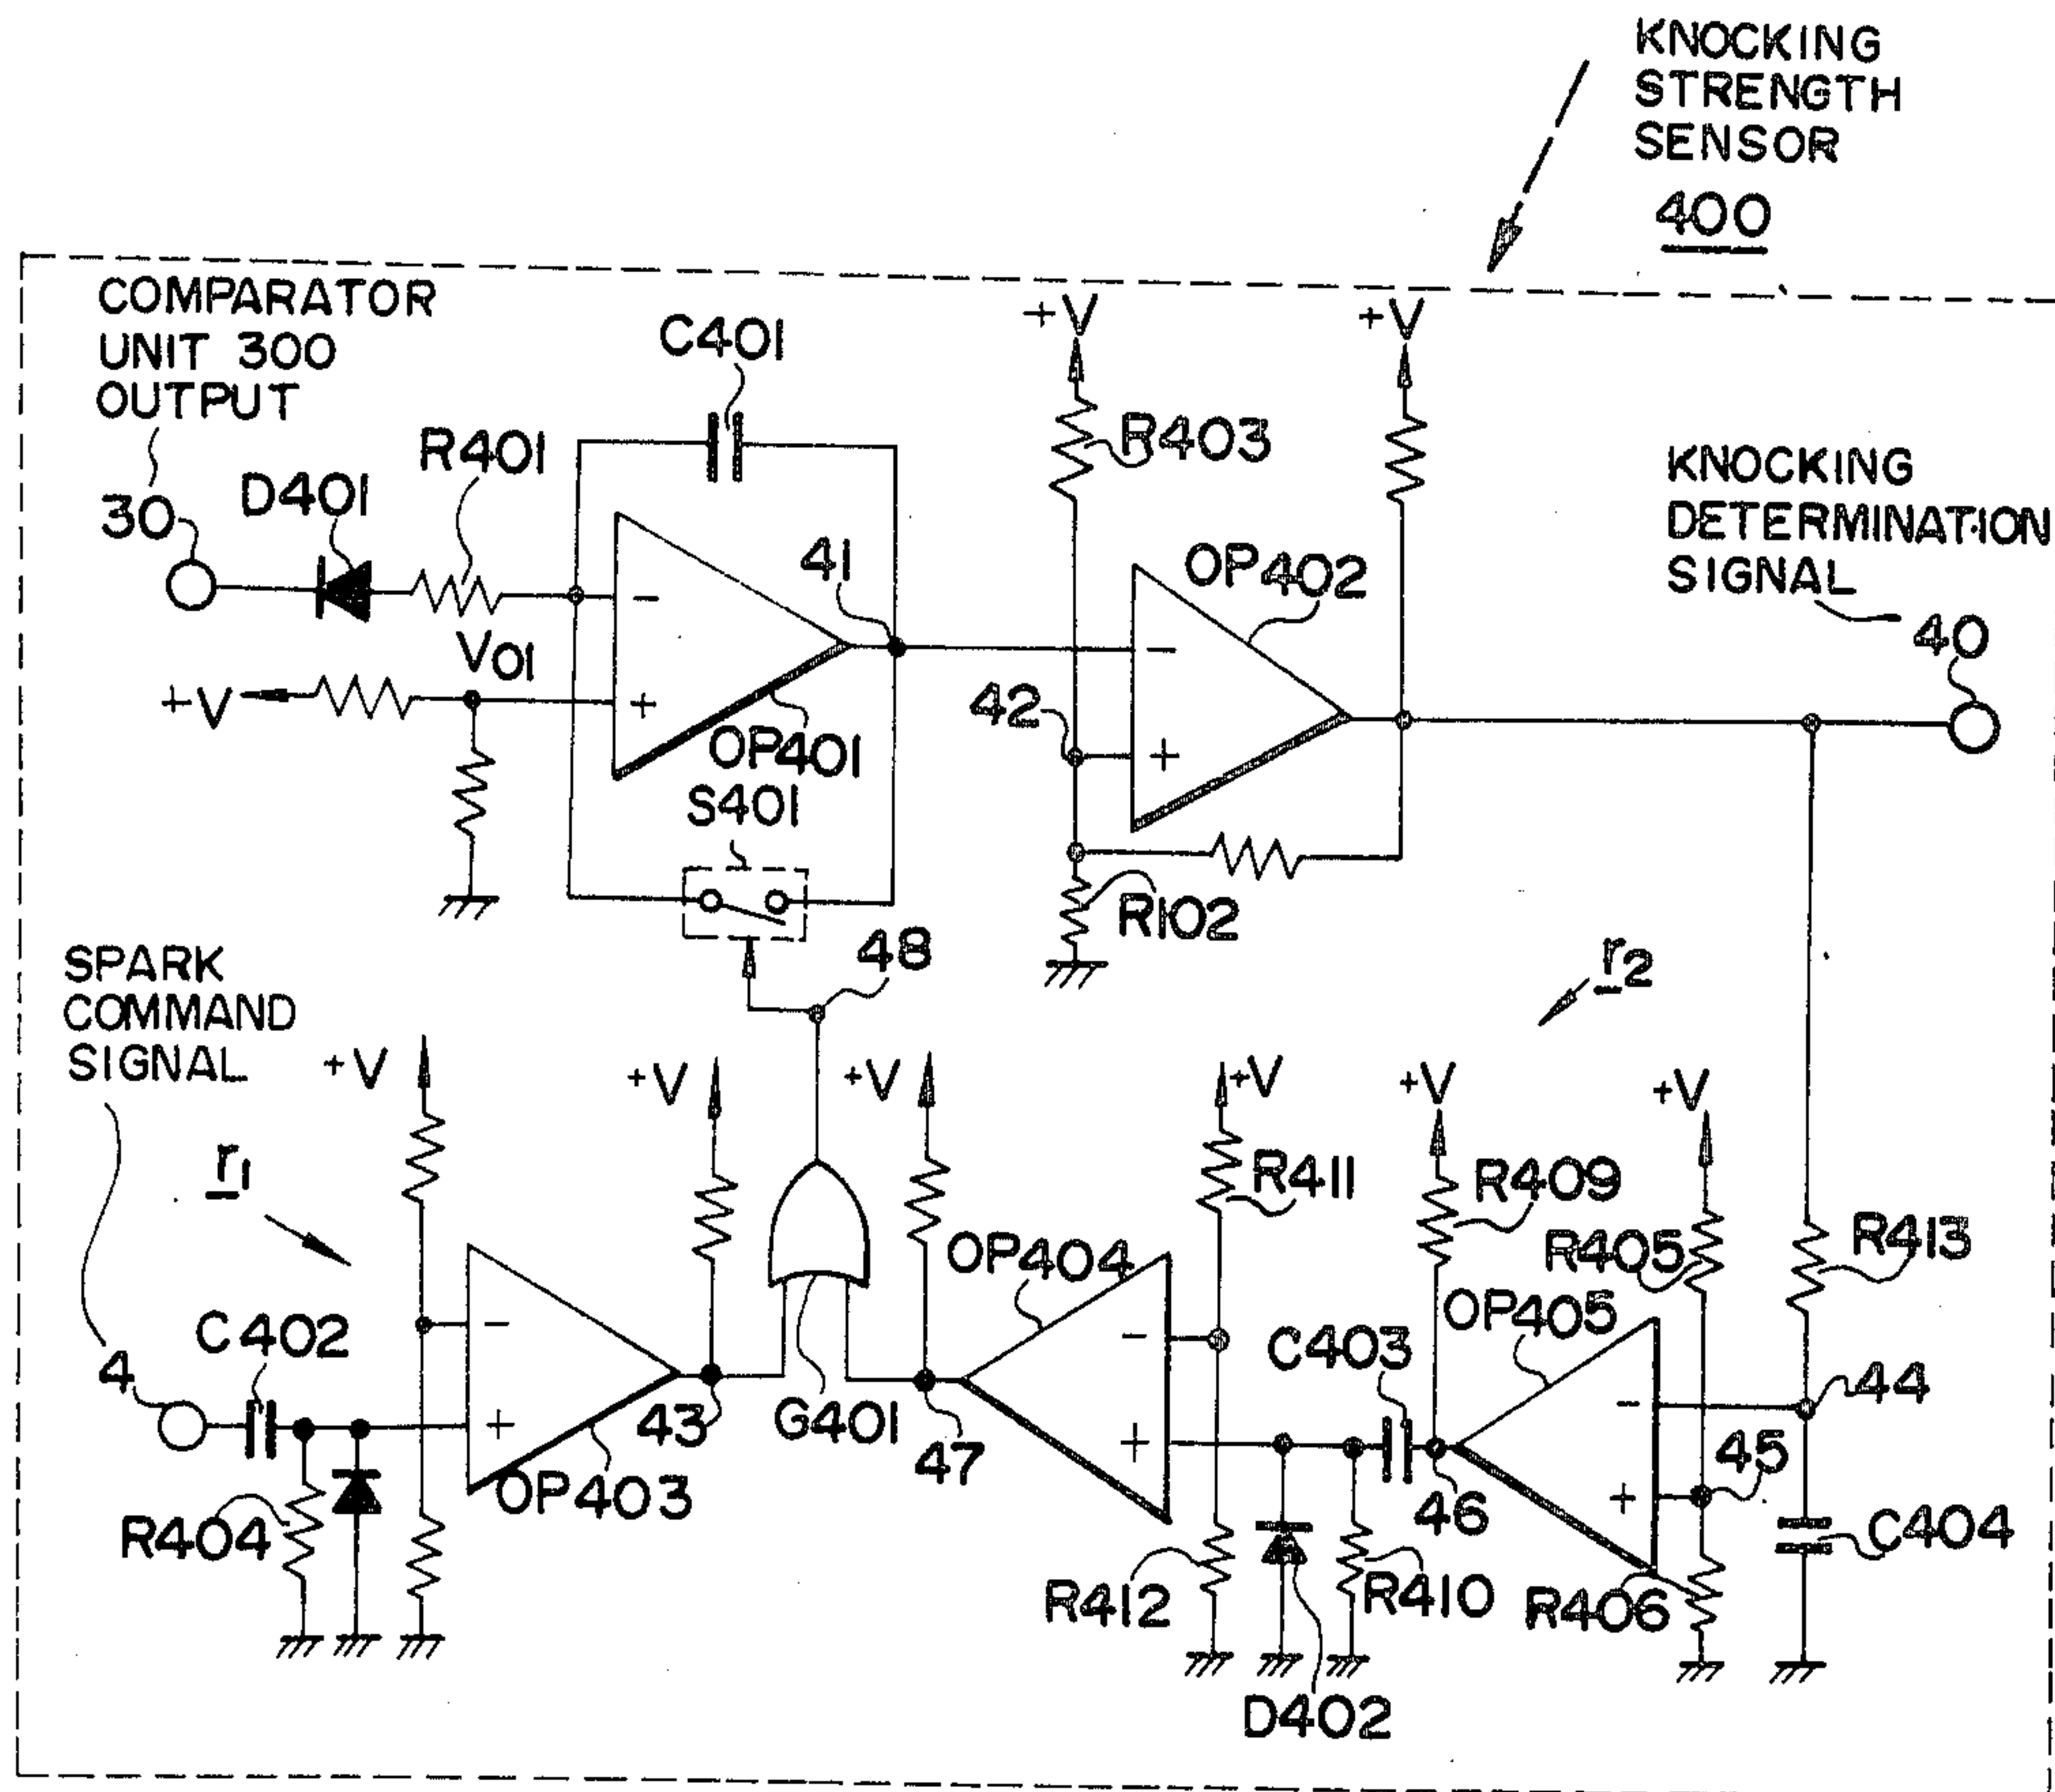 KNOCKING
STRENGTH
SENSOR
400
COMPARATOR
UNIT 300
OUTPUT
C401
+V
+V
R403
R401
D401
30
KNOCKING
DETERMINATION
SIGNAL
40
41
OP402
V01
+V
42
OP401
S401
R102
48
r2
SPARK
COMMAND
SIGNAL
+V
+V
+V
+V
+V
+V
r1
R411
R409
R405
R413
OP404
OP405
C402
C403
44
4
43
G401
47
45
46
OP403
R404
R412
R410
R406
C404
D402